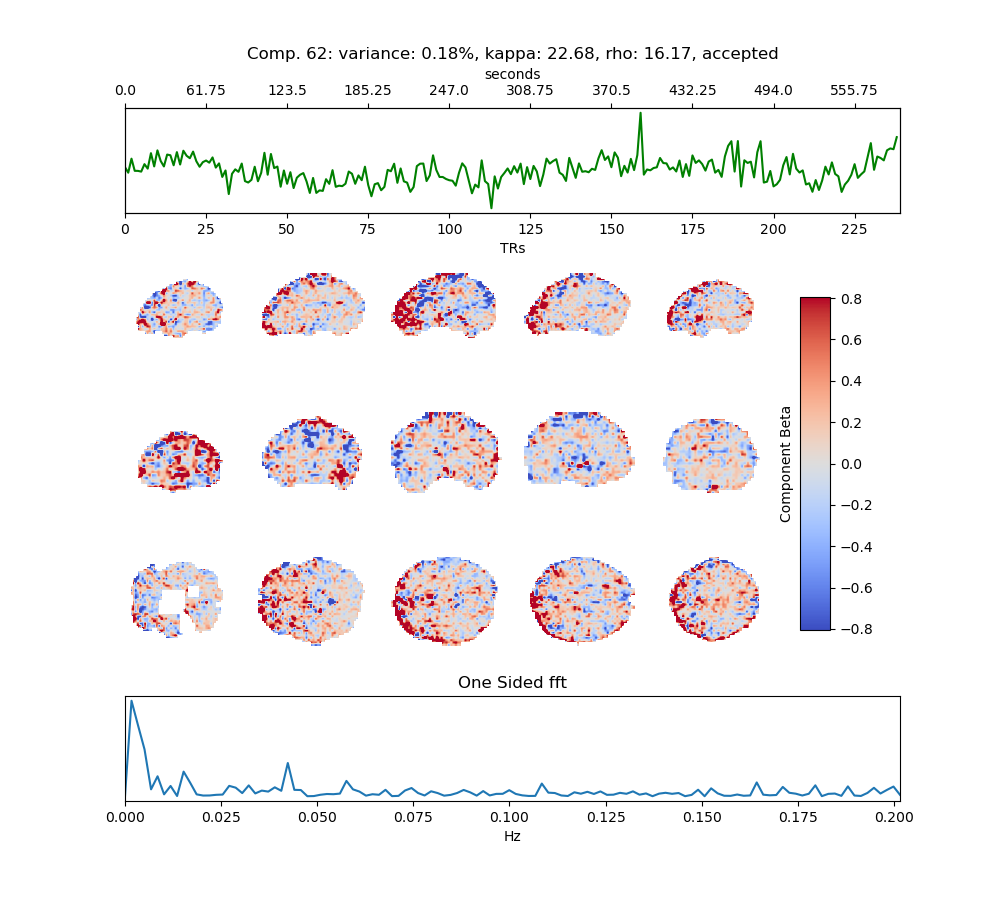 Comp. 62: variance: 0.18%, kappa: 22.68, rho: 16.17, accepted
seconds
0.0 61.75 123.5 185.25 247.0 308.75 370.5 432.25 494.0 555.75
0 25 50 75 100 125 150 175 200 225
TRs
0.8
0.6
0.4
0.2
0.0
−0.2
−0.4
−0.6
−0.8
Component Beta
One Sided fft
0.000 0.025 0.050 0.075 0.100 0.125 0.150 0.175 0.200
Hz